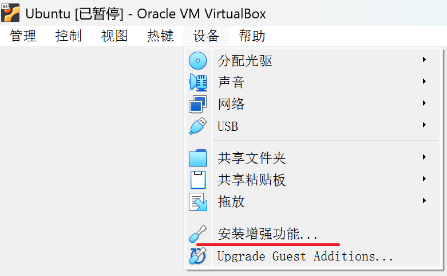 Ubuntu [已暂停] - Oracle VM VirtualBox
管理 控制 视图 热键 设备 帮助
分配光驱
声音
网络
USB
共享文件夹
共享粘贴板
拖放
安装增强功能...
Upgrade Guest Additions...